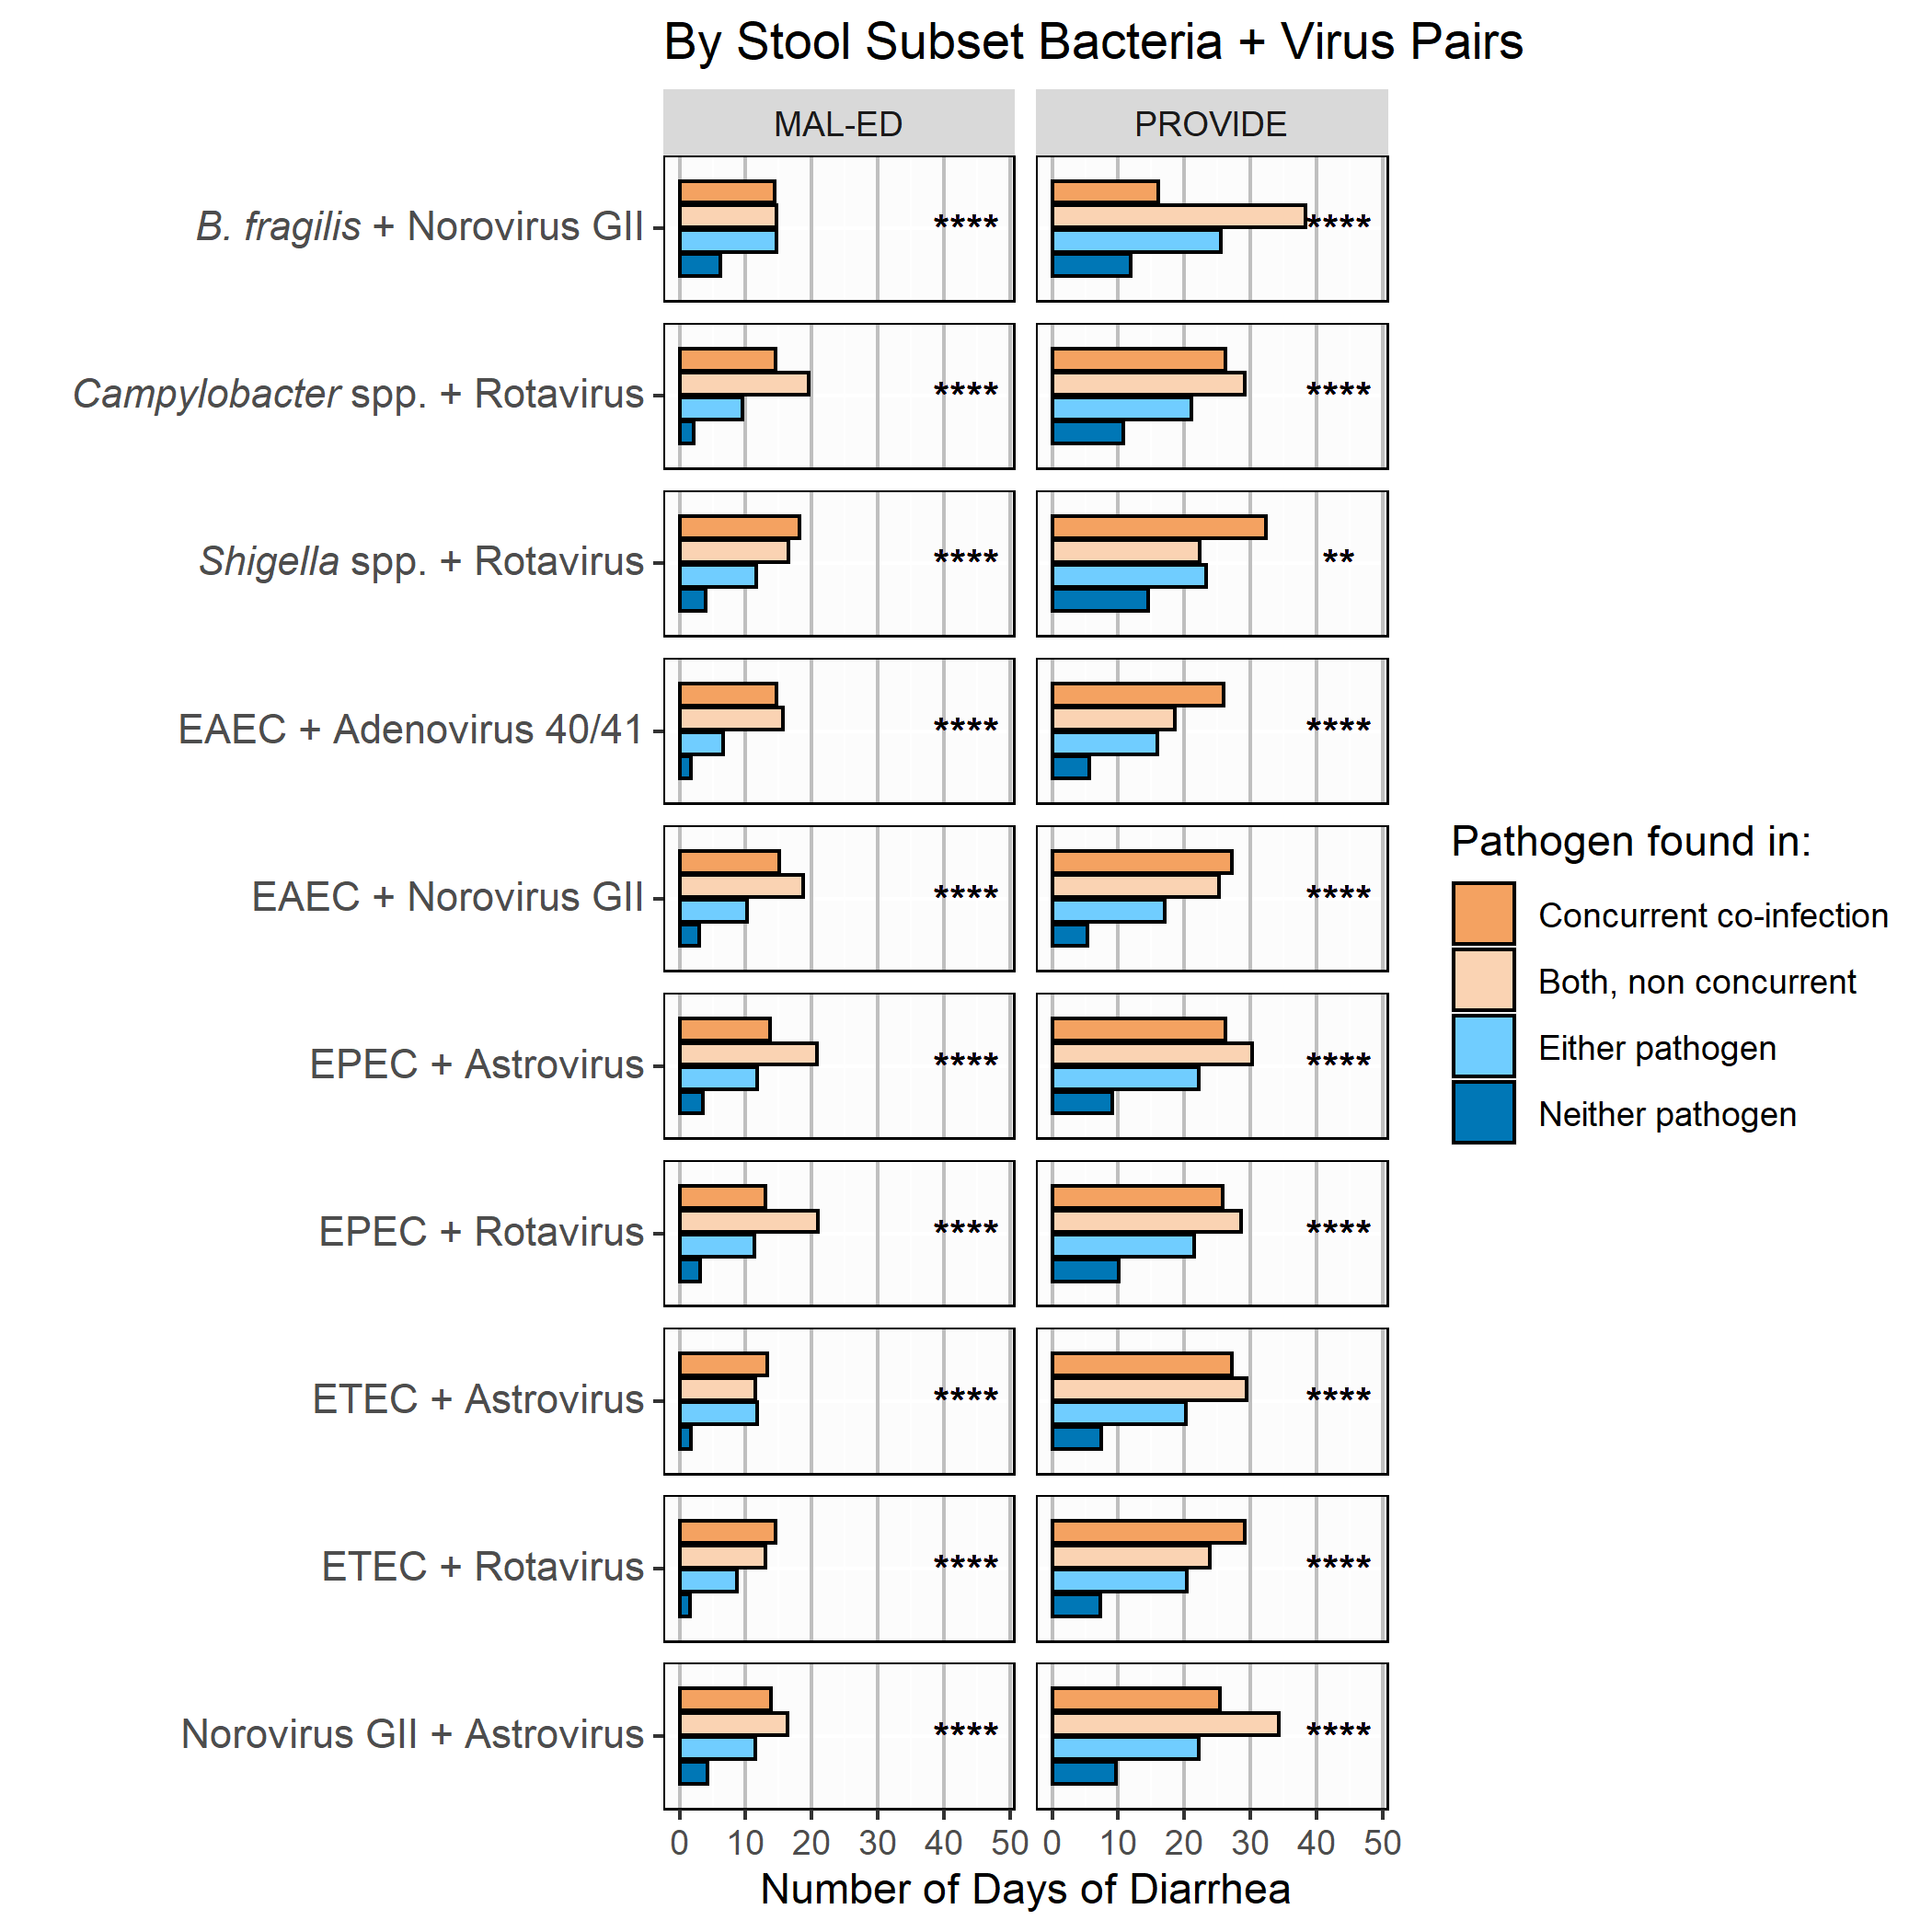 By Stool Subset Bacteria + Virus Pairs
MAL-ED PROVIDE
B. fragilis + Norovirus GII **** ****
Campylobacter spp. + Rotavirus **** ****
Shigella spp. + Rotavirus **** **
EAEC + Adenovirus 40/41 **** ****
EAEC + Norovirus GII **** ****
EPEC + Astrovirus **** ****
EPEC + Rotavirus **** ****
ETEC + Astrovirus **** ****
ETEC + Rotavirus **** ****
Norovirus GII + Astrovirus **** ****
0 10 20 30 40 50 0 10 20 30 40 50
Number of Days of Diarrhea
Pathogen found in:
Concurrent co-infection
Both, non concurrent
Either pathogen
Neither pathogen